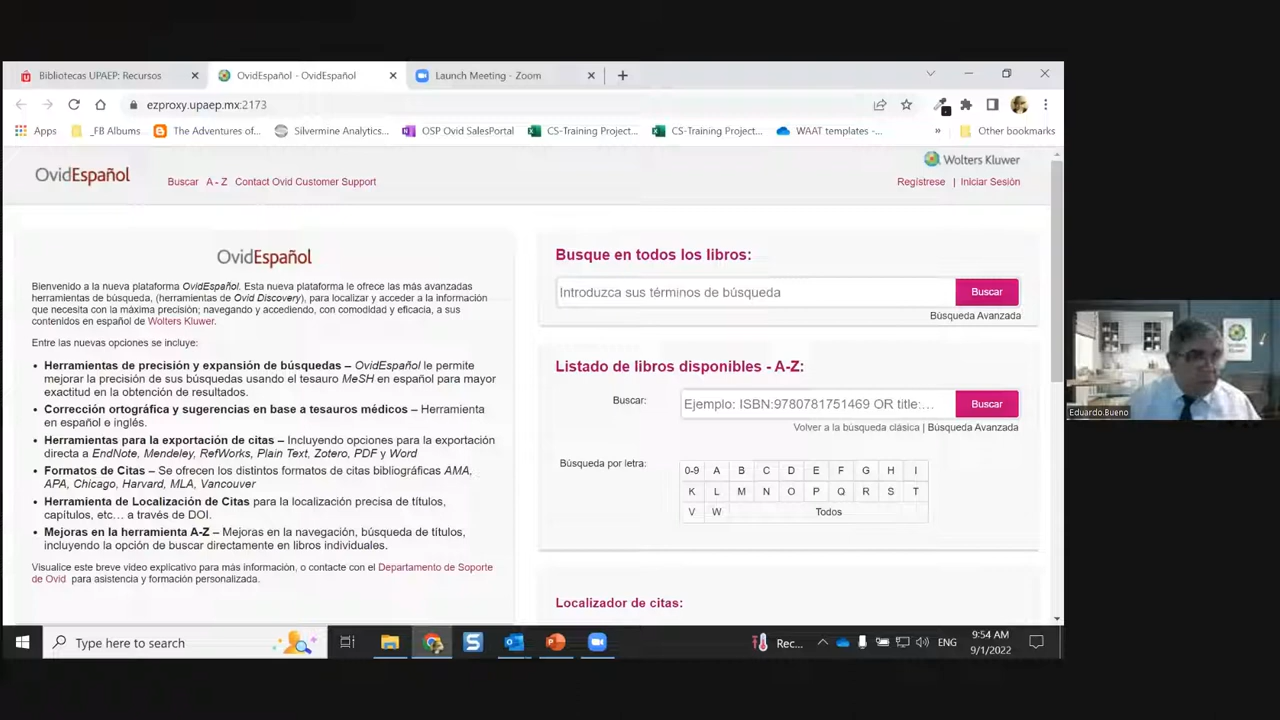 Bibliotecas UPAEP: Recursos
OvidEspañol - OvidEspañol
Launch Meeting - Zoom
ezproxy.upaep.mx:2173
Apps
_FB Albums
The Adventures of...
Silvermine Analytics...
OSP Ovid SalesPortal
CS-Training Project...
CS-Training Project...
WAAT templates -...
»
Other bookmarks
Wolters Kluwer
OvidEspañol
Buscar A - Z Contact Ovid Customer Support
Regístrese | Iniciar Sesión
OvidEspañol
Bienvenido a la nueva plataforma OvidEspañol. Esta nueva plataforma le ofrece las más avanzadas
herramientas de búsqueda, (herramientas de Ovid Discovery), para localizar y acceder a la información
que necesita con la máxima precisión; navegando y accediendo, con comodidad y eficacia, a sus
contenidos en español de Wolters Kluwer.
Entre las nuevas opciones se incluye:
• Herramientas de precisión y expansión de búsquedas – OvidEspañol le permite
mejorar la precisión de sus búsquedas usando el tesauro MeSH en español para mayor
exactitud en la obtención de resultados.
• Corrección ortográfica y sugerencias en base a tesauros médicos – Herramienta
en español e inglés.
• Herramientas para la exportación de citas – Incluyendo opciones para la exportación
directa a EndNote, Mendeley, RefWorks, Plain Text, Zotero, PDF y Word
• Formatos de Citas – Se ofrecen los distintos formatos de citas bibliográficas AMA,
APA, Chicago, Harvard, MLA, Vancouver
• Herramienta de Localización de Citas para la localización precisa de títulos,
capítulos, etc… a través de DOI.
• Mejoras en la herramienta A-Z – Mejoras en la navegación, búsqueda de títulos,
incluyendo la opción de buscar directamente en libros individuales.
Visualice este breve vídeo explicativo para más información, o contacte con el Departamento de Soporte
de Ovid para asistencia y formación personalizada.
Busque en todos los libros:
Introduzca sus términos de búsqueda
Buscar
Búsqueda Avanzada
Listado de libros disponibles - A-Z:
Buscar:
Ejemplo: ISBN:9780781751469 OR title:...
Buscar
Volver a la búsqueda clásica | Búsqueda Avanzada
Búsqueda por letra:
0-9 A B C D E F G H I
K L M N O P Q R S T
V W Todos
Localizador de citas:
Wolters
Kluwer
Eduardo.Bueno
Type here to search
Rec...
ENG
9:54 AM
9/1/2022